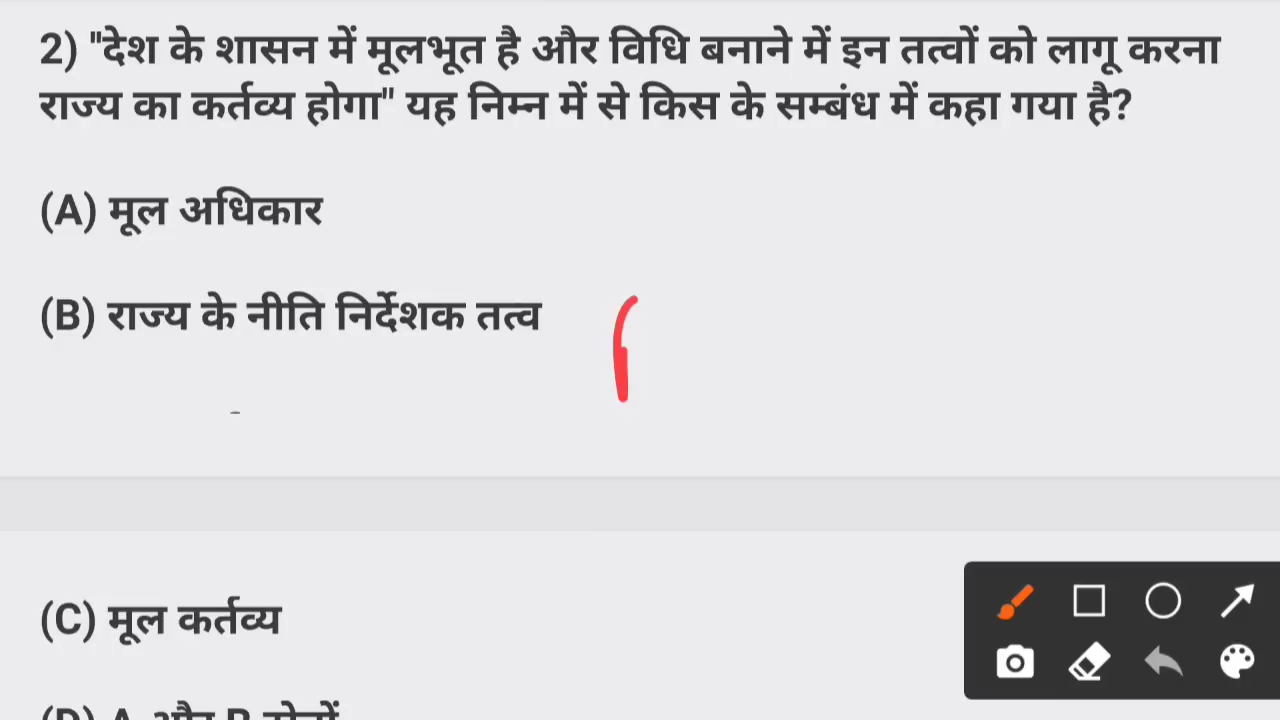 2) "देश के शासन में मूलभूत है और विधि बनाने में इन तत्वों को लागू करना
राज्य का कर्तव्य होगा" यह निम्न में से किस के सम्बंध में कहा गया है?
(A) मूल अधिकार
(B) राज्य के नीति निर्देशक तत्व
(C) मूल कर्तव्य
(D) A और B दोनों